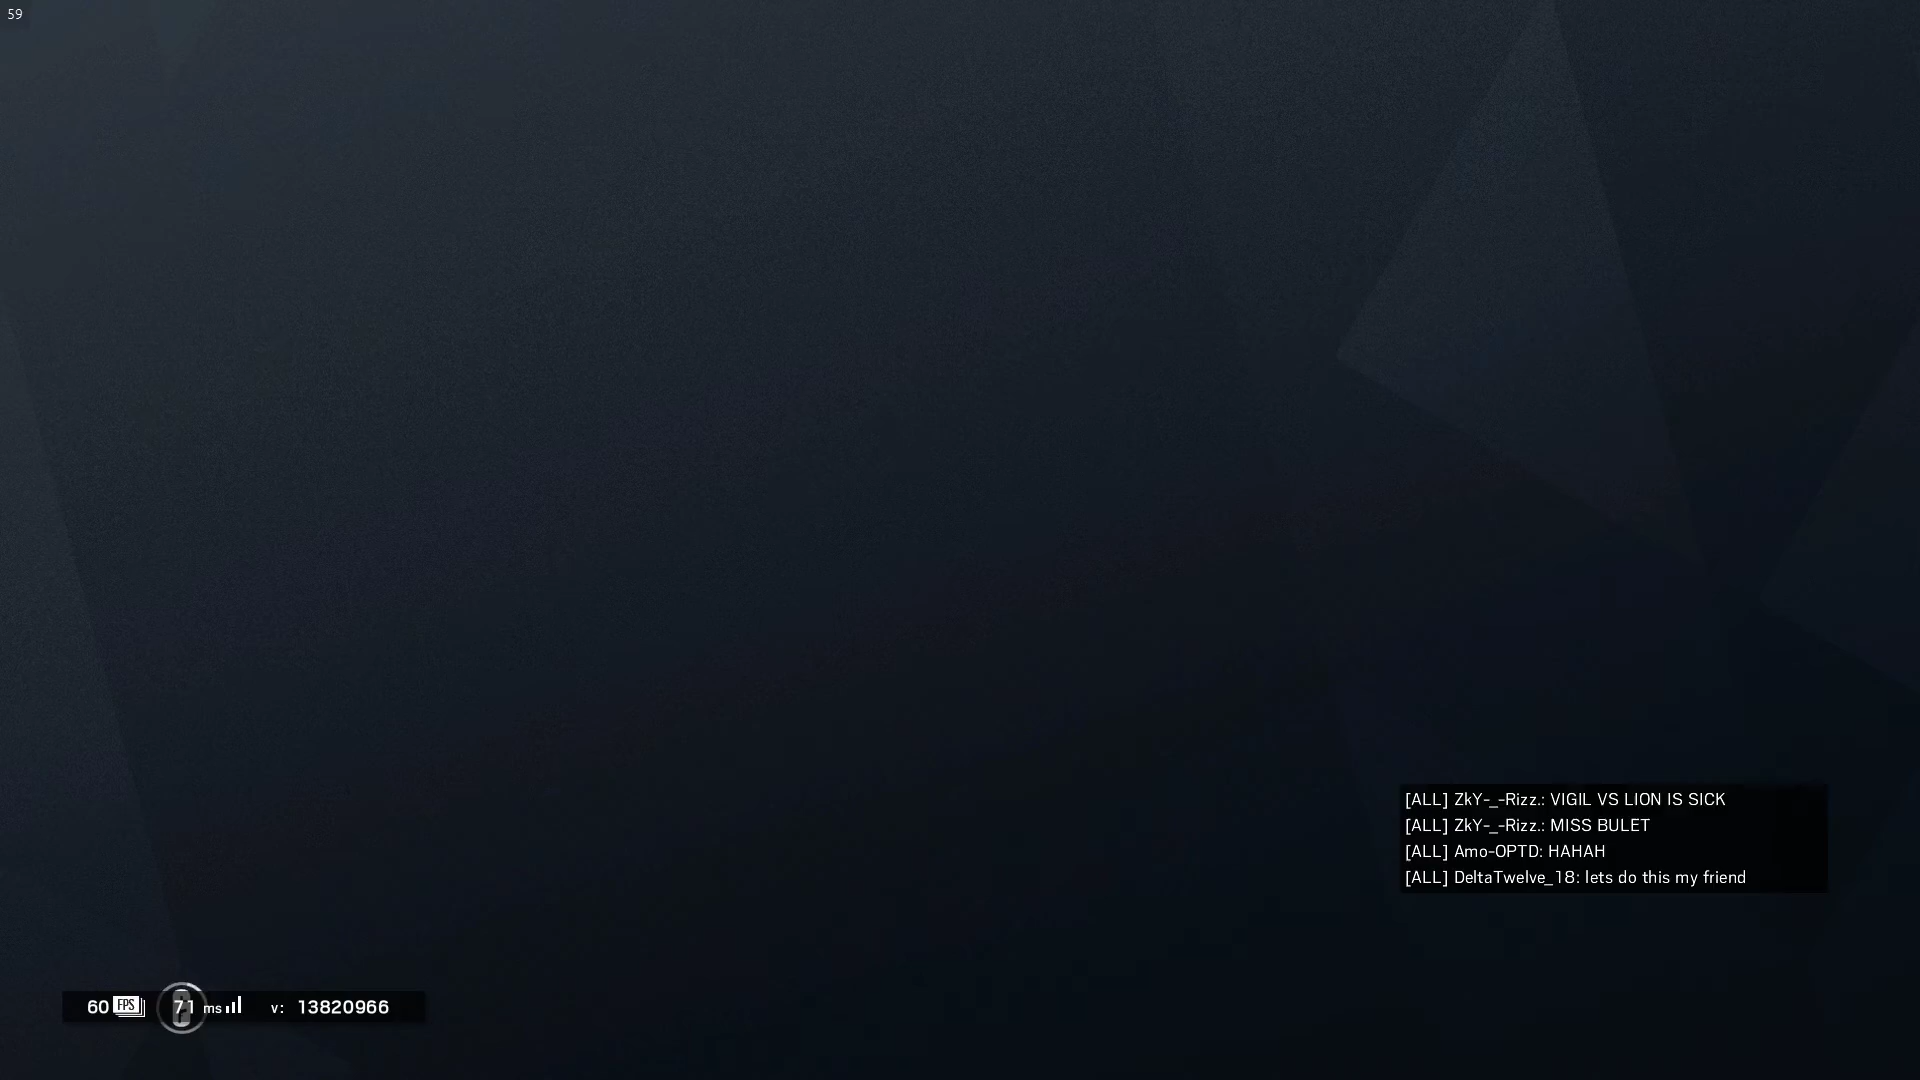 59
[ALL] ZkY-_-Rizz.: VIGIL VS LION IS SICK
[ALL] ZkY-_-Rizz.: MISS BULET
[ALL] Amo-OPTD: HAHAH
[ALL] DeltaTwelve_18: lets do this my friend
60 FPS 71 ms v: 13820966